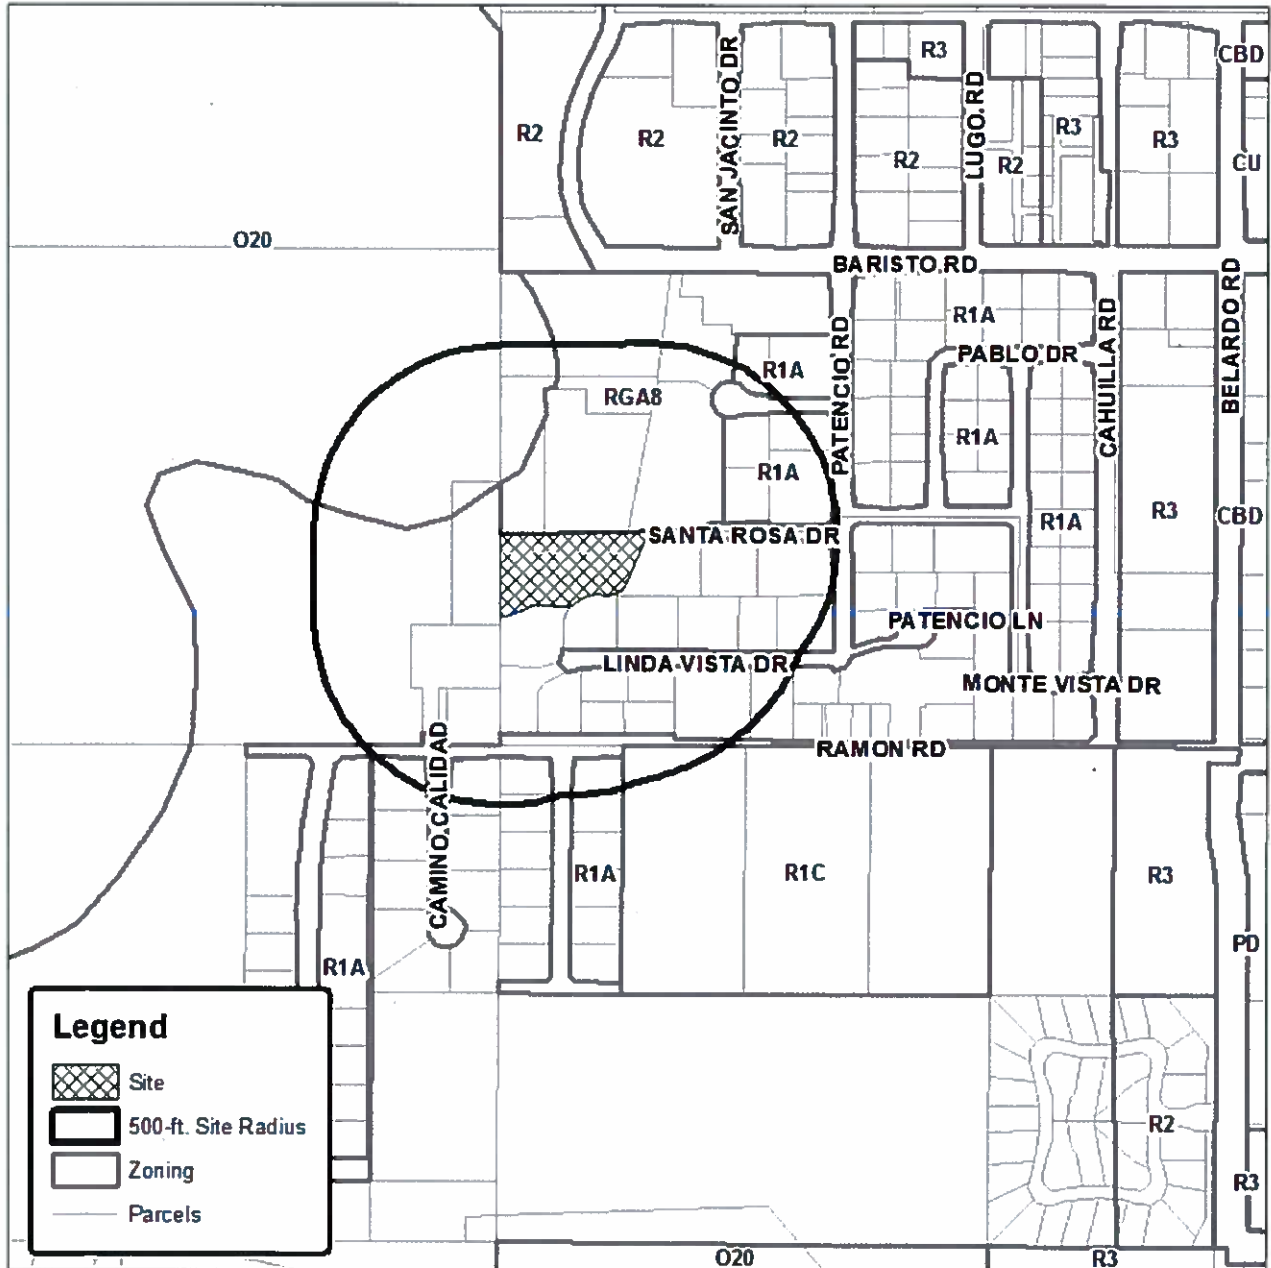 R3
CBD
SAN JACINTO DR
LUGO RD
R2
R2
R2
R2
R2
R3
R3
CU
O20
BARISTO RD
BELARDO RD
R1A
PATENCIO RD
CAHUILLA RD
PABLO DR
R1A
RGA8
R1A
R1A
R3
CBD
R1A
SANTA ROSA DR
PATENCIO LN
LINDA VISTA DR
MONTE VISTA DR
RAMON RD
CAMINO CALIDAD
R1A
R1C
R3
PD
R1A
Legend
Site
500-ft. Site Radius
Zoning
Parcels
R2
R3
O20
R3